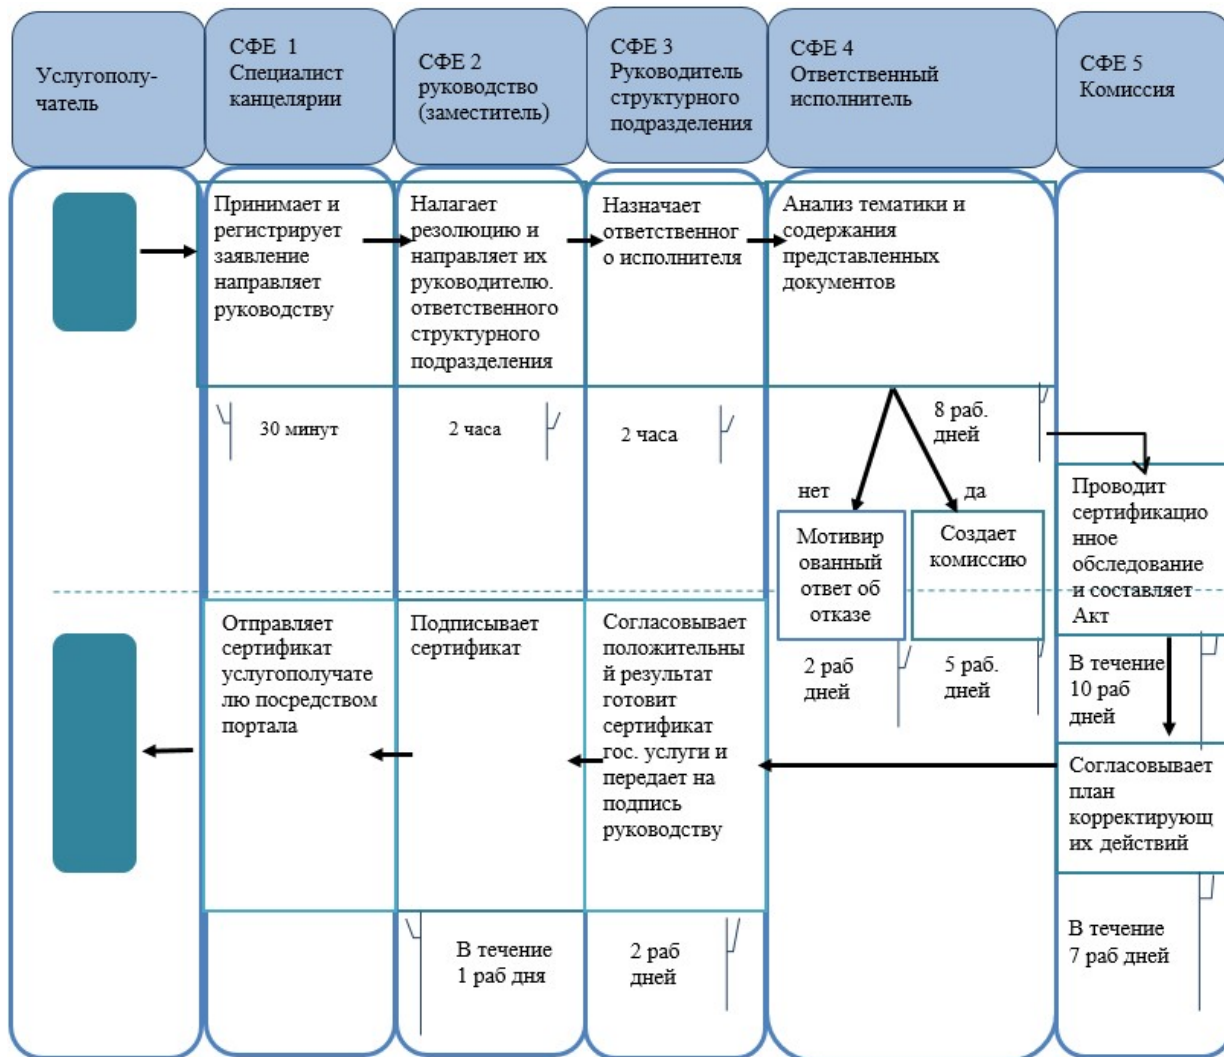 Услугополу-
чатель
СФЕ 1
Специалист
канцелярии
СФЕ 2
руководство
(заместитель)
СФЕ 3
Руководитель
структурного
подразделения
СФЕ 4
Ответственный
исполнитель
СФЕ 5
Комиссия
Принимает и
регистрирует
заявление
направляет
руководству
Налагает
резолюцию и
направляет их
руководителю.
ответственного
структурного
подразделения
Назначает
ответственног
о исполнителя
Анализ тематики и
содержания
представленных
документов
30 минут
2 часа
2 часа
8 раб.
дней
нет
да
Мотивир
ованный
ответ об
отказе
Создает
комиссию
Проводит
сертификацио
нное
обследование
и составляет
Акт
2 раб
дней
5 раб.
дней
В течение
10 раб
дней
Отправляет
сертификат
услугополучате
лю посредством
портала
Подписывает
сертификат
Согласовывает
положительны
й результат
готовит
сертификат
гос. услуги и
передает на
подпись
руководству
Согласовывает
план
корректирующ
их действий
В течение
1 раб дня
2 раб
дней
В течение
7 раб дней